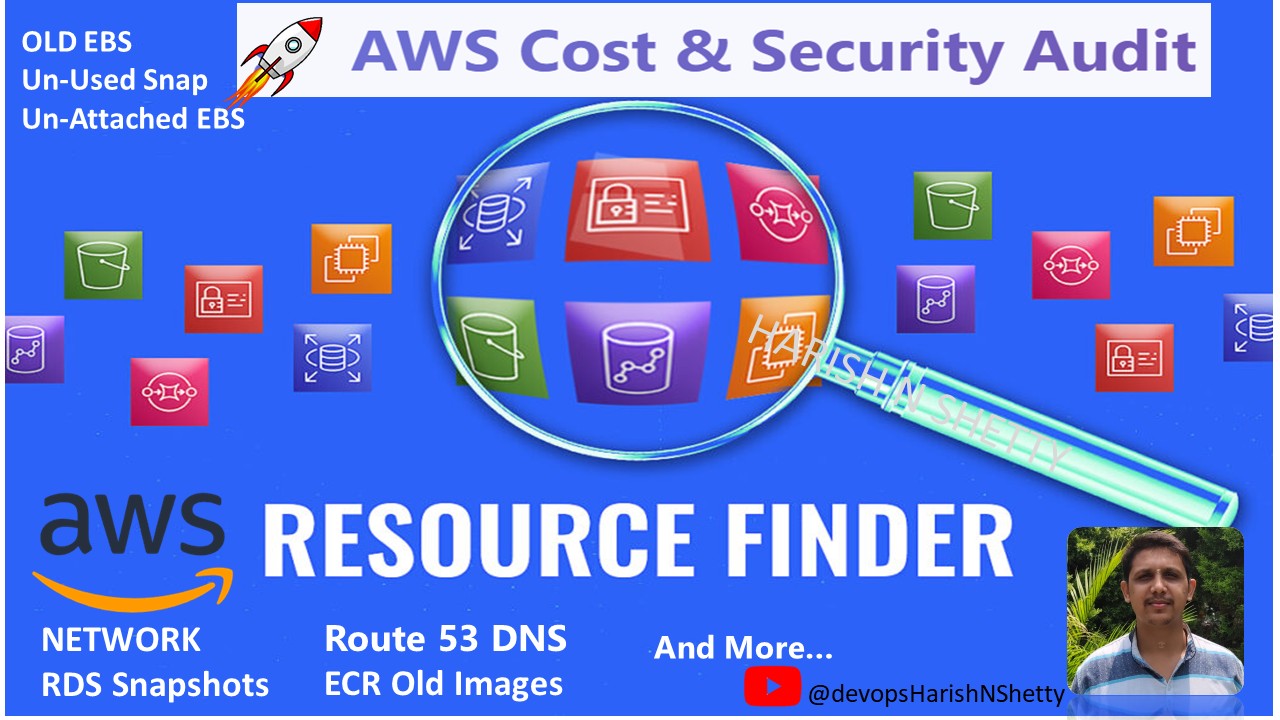 OLD EBS
Un-Used Snap
Un-Attached EBS
AWS Cost & Security Audit
HARISH N SHETTY
aws
RESOURCE FINDER
NETWORK
RDS Snapshots
Route 53 DNS
ECR Old Images
And More...
@devopsHarishNShetty